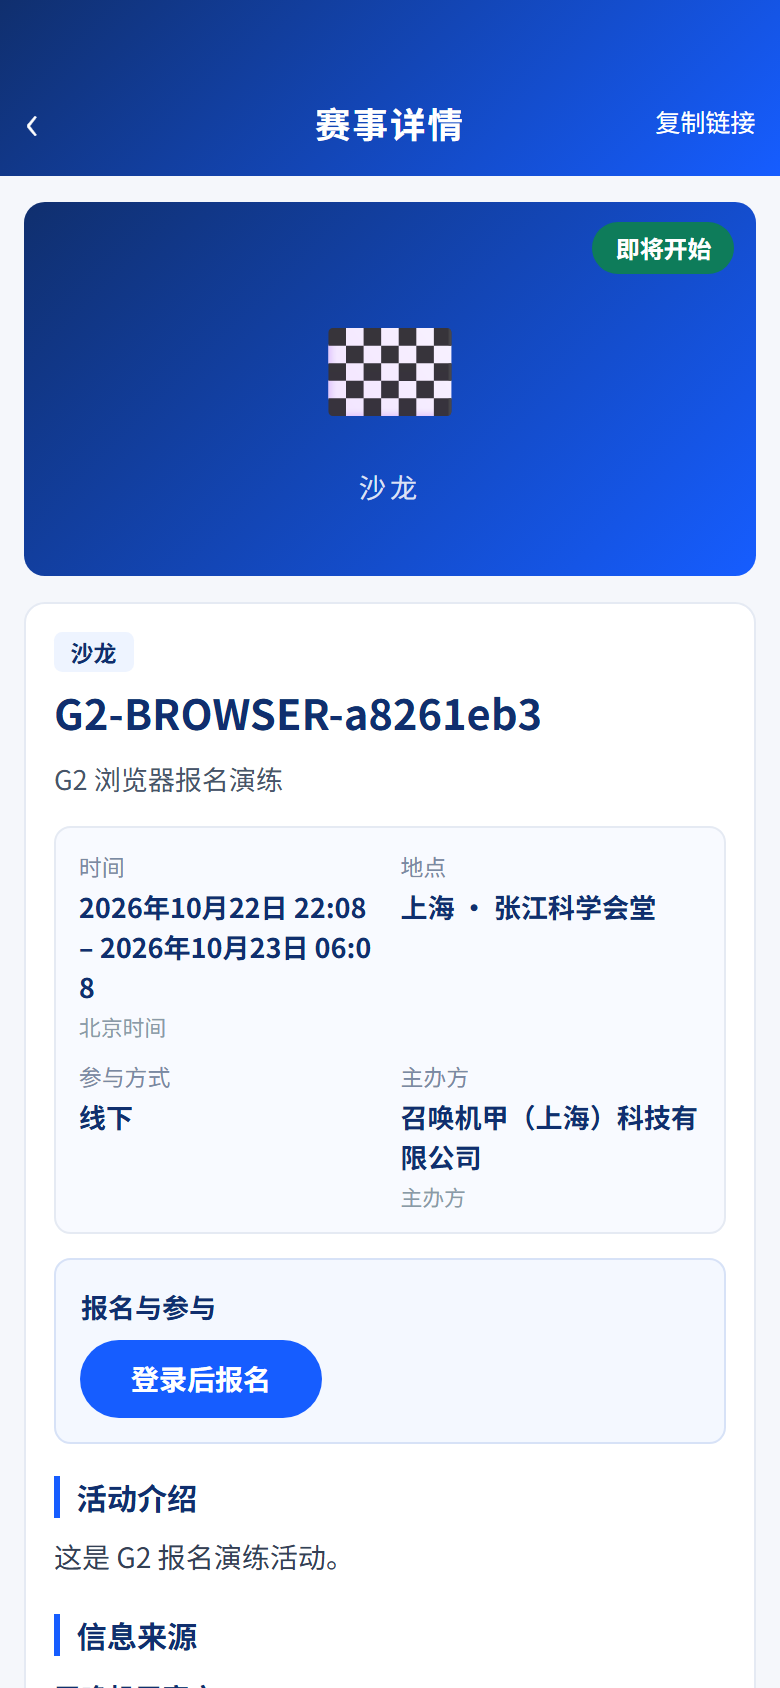 ‹
赛事详情
复制链接
即将开始
沙龙
沙龙
G2-BROWSER-a8261eb3
G2 浏览器报名演练
时间
2026年10月22日 22:08
– 2026年10月23日 06:0
8
北京时间
地点
上海 · 张江科学会堂
参与方式
线下
主办方
召唤机甲（上海）科技有
限公司
主办方
报名与参与
登录后报名
活动介绍
这是 G2 报名演练活动。
信息来源